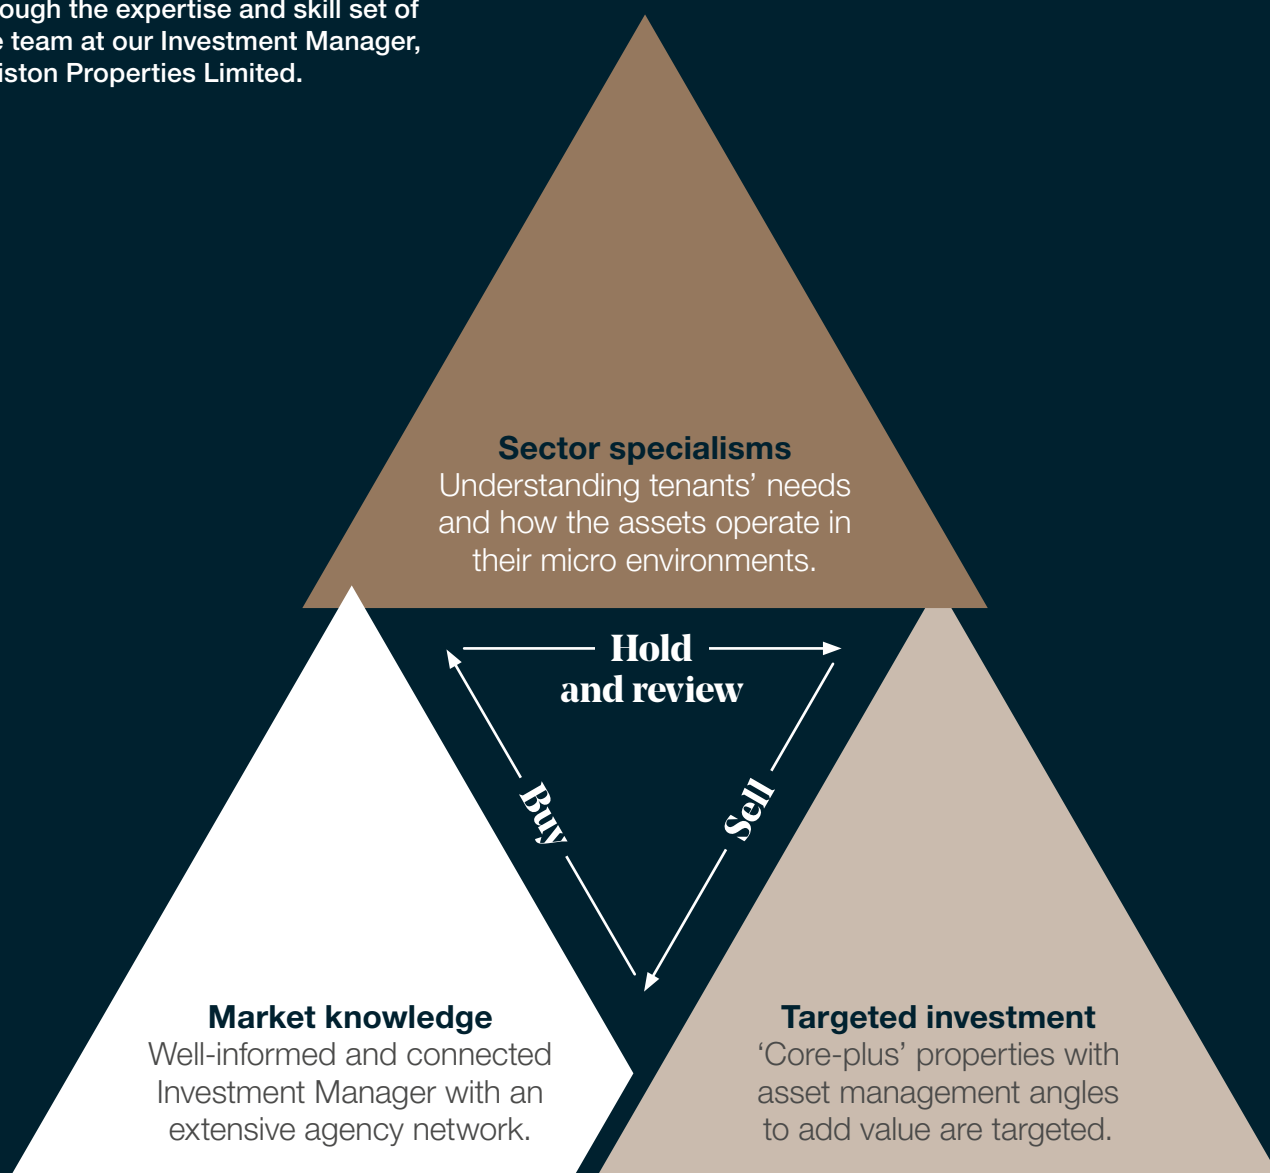 the expertise and skill set of
team at our Investment Manager,
Properties Limited.
Sector specialisms
Understanding tenants’ needs
and how the assets operate in
their micro environments.
Hold
and review
Buy
Sell
Market knowledge
Well-informed and connected
Investment Manager with an
extensive agency network.
Targeted investment
‘Core-plus’ properties with
asset management angles
to add value are targeted.